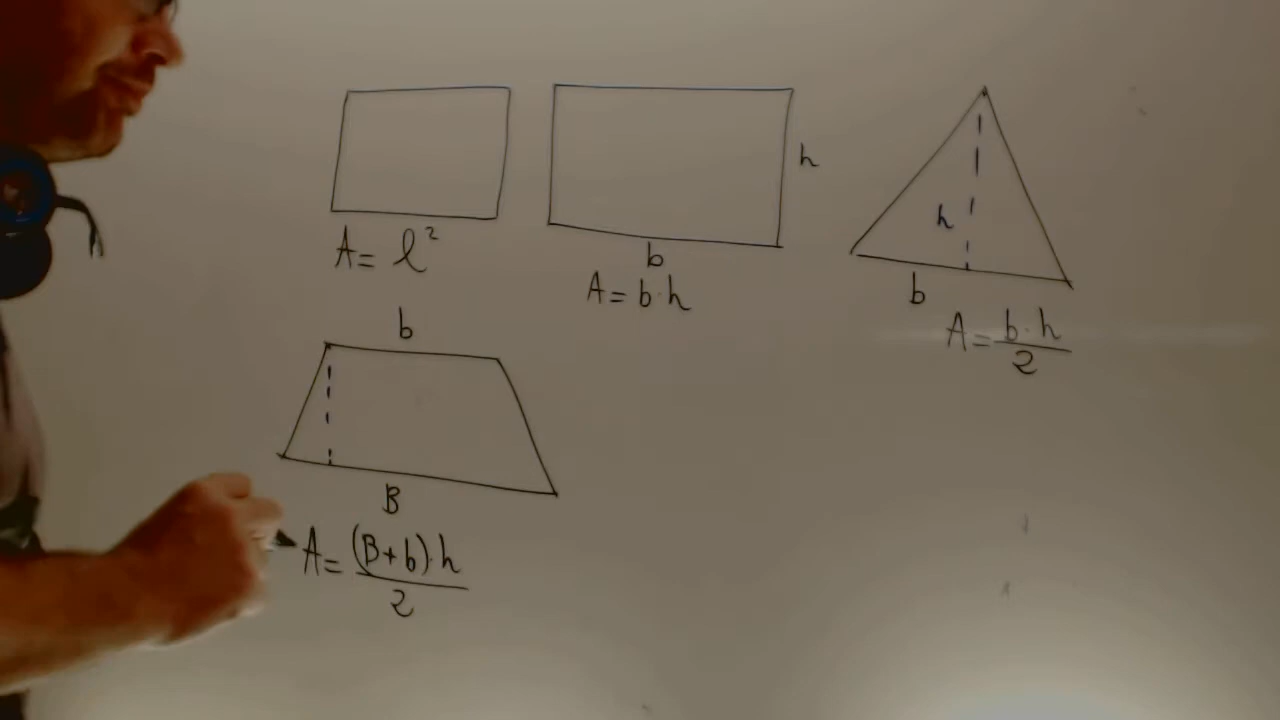 A = l²
h
b
A = b·h
h
b
A = b·h/2
b
B
A = (B+b)·h/2